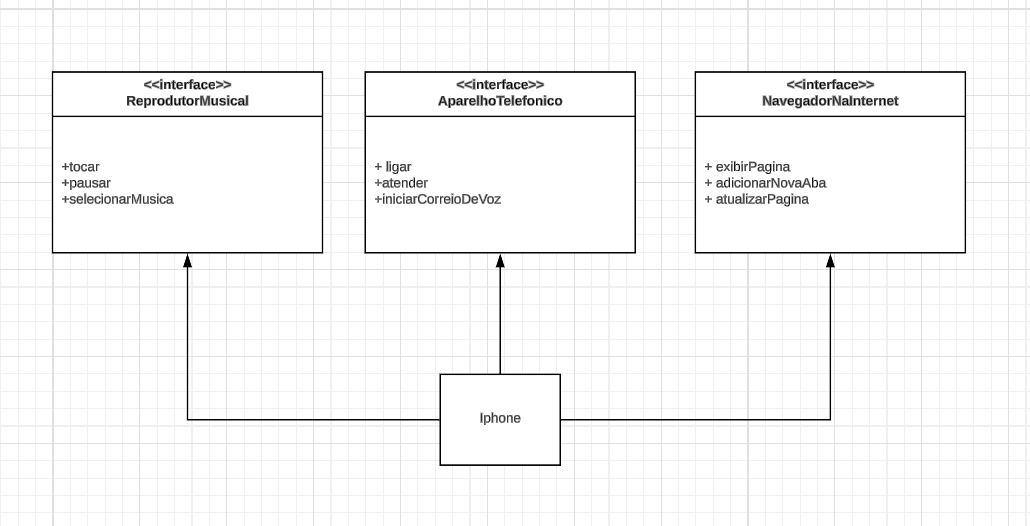 <<interface>>
ReprodutorMusical
+tocar
+pausar
+selecionarMusica
<<interface>>
AparelhoTelefonico
+ ligar
+atender
+iniciarCorreioDeVoz
<<interface>>
NavegadorNaInternet
+ exibirPagina
+ adicionarNovaAba
+ atualizarPagina
Iphone